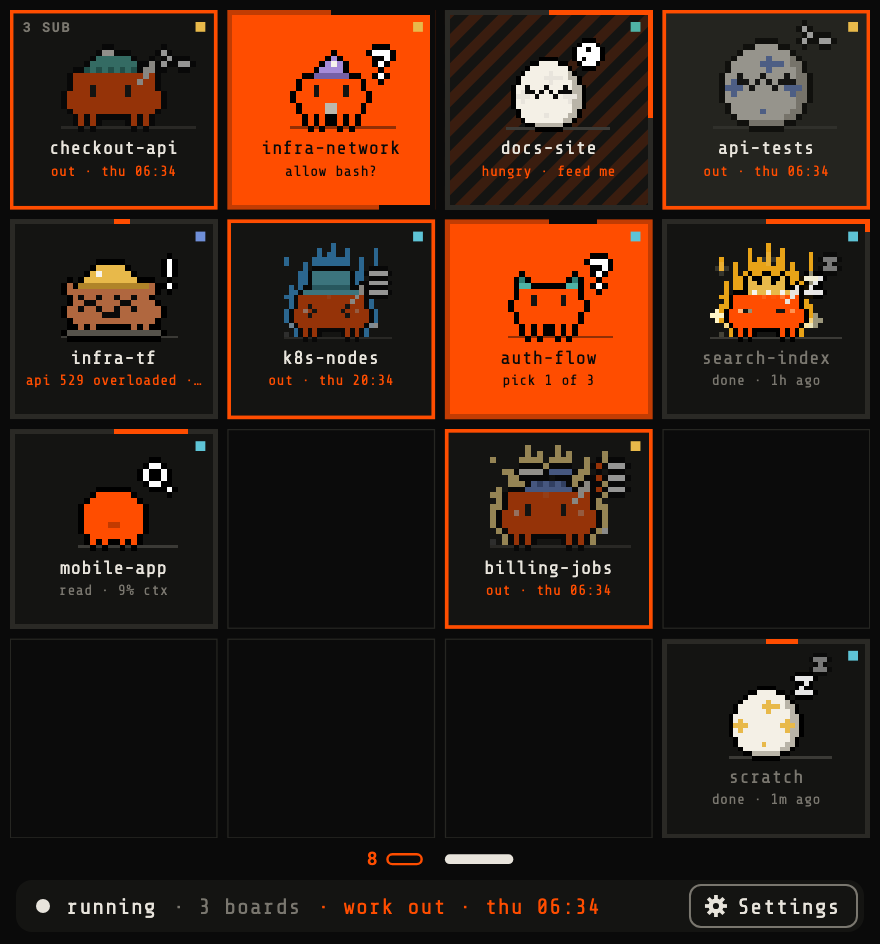 3 SUB
checkout-api
out · thu 06:34
infra-network
allow bash?
docs-site
hungry · feed me
api-tests
out · thu 06:34
infra-tf
api 529 overloaded ·…
k8s-nodes
out · thu 20:34
auth-flow
pick 1 of 3
search-index
done · 1h ago
mobile-app
read · 9% ctx
billing-jobs
out · thu 06:34
scratch
done · 1m ago
8
running · 3 boards · work out · thu 06:34
Settings